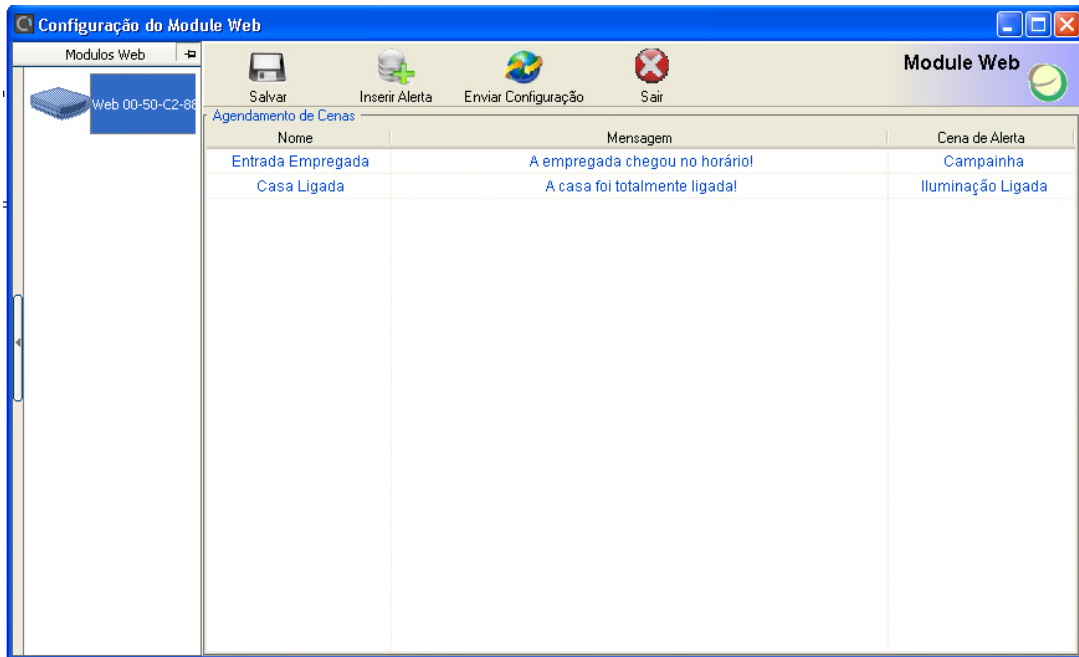 Configuração do Module Web
Modulos Web
Web 00-50-C2-88
Salvar
Inserir Alerta
Enviar Configuração
Sair
Module Web
Agendamento de Cenas
Nome Mensagem Cena de Alerta
Entrada Empregada A empregada chegou no horário! Campainha
Casa Ligada A casa foi totalmente ligada! Iluminação Ligada